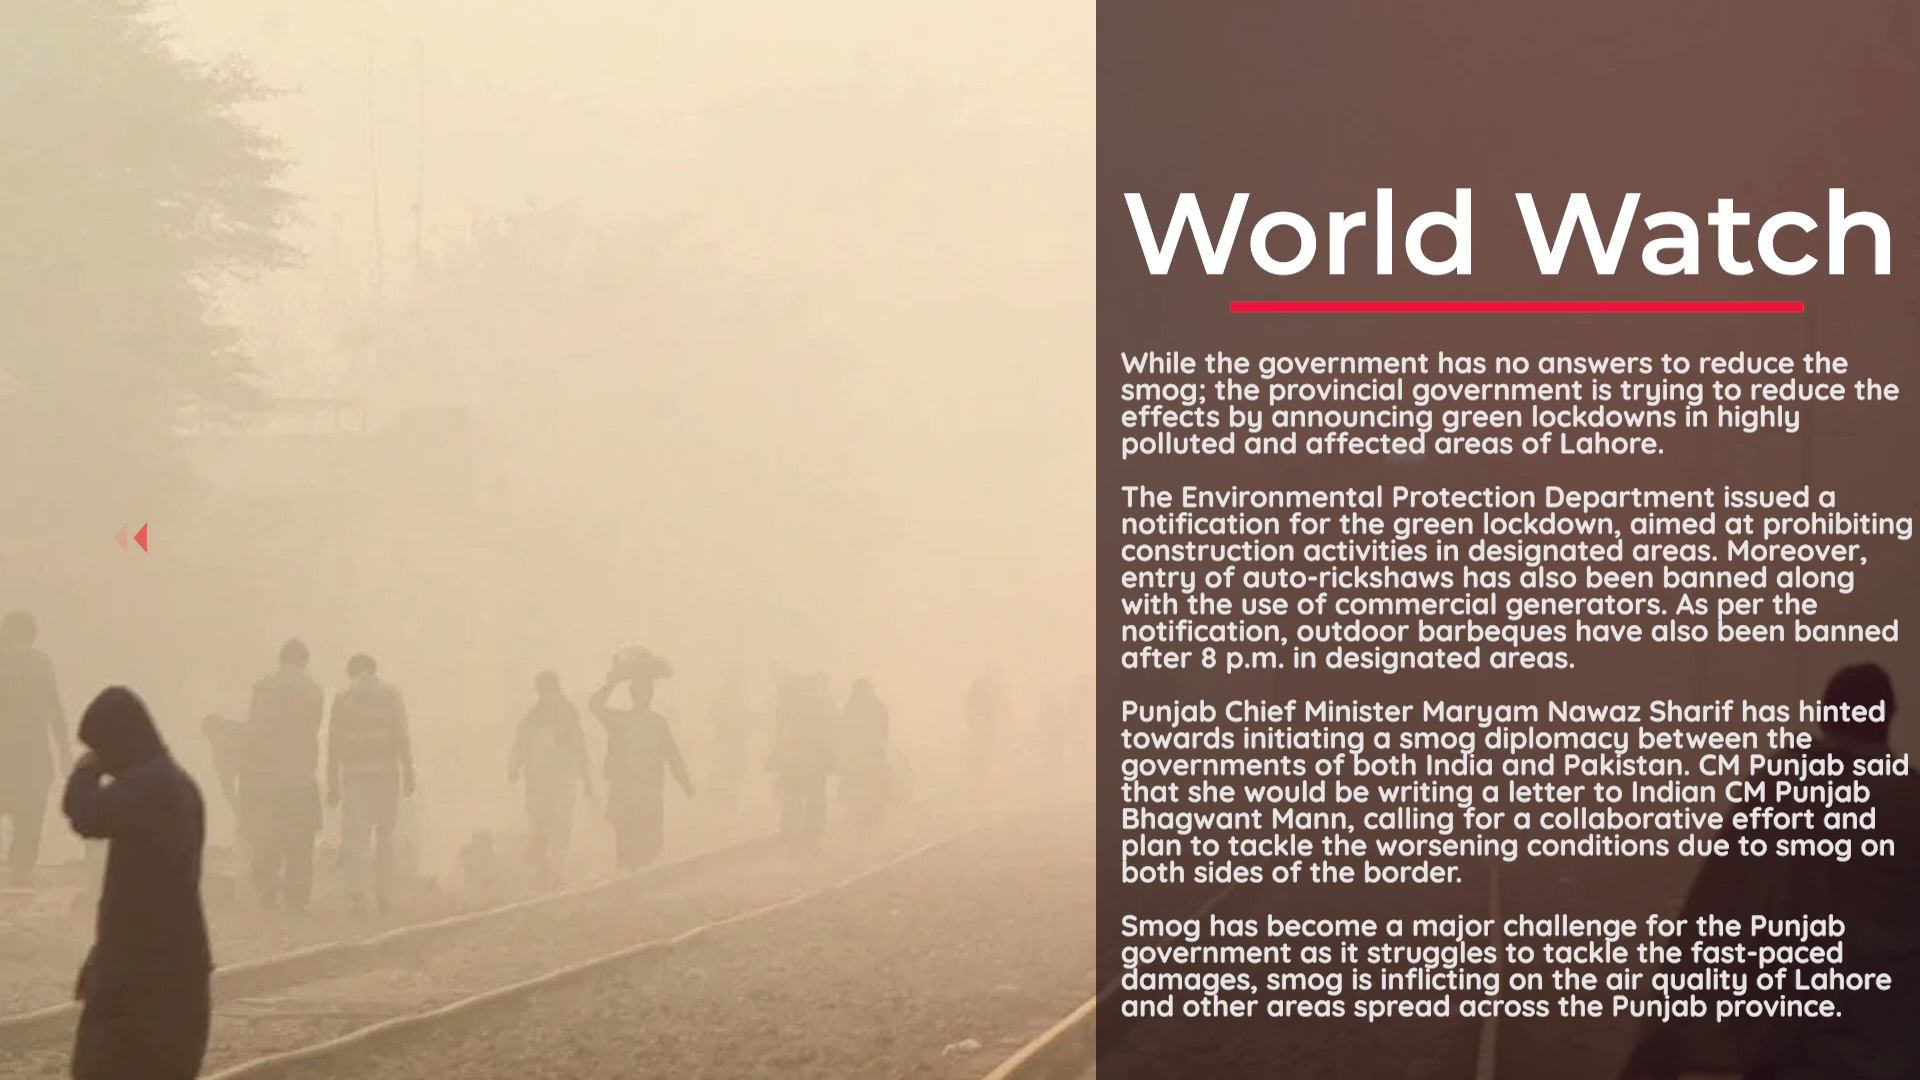 World Watch
While the government has no answers to reduce the
smog; the provincial government is trying to reduce the
effects by announcing green lockdowns in highly
polluted and affected areas of Lahore.
The Environmental Protection Department issued a
notification for the green lockdown, aimed at prohibiting
construction activities in designated areas. Moreover,
entry of auto-rickshaws has also been banned along
with the use of commercial generators. As per the
notification, outdoor barbeques have also been banned
after 8 p.m. in designated areas.
Punjab Chief Minister Maryam Nawaz Sharif has hinted
towards initiating a smog diplomacy between the
governments of both India and Pakistan. CM Punjab said
that she would be writing a letter to Indian CM Punjab
Bhagwant Mann, calling for a collaborative effort and
plan to tackle the worsening conditions due to smog on
both sides of the border.
Smog has become a major challenge for the Punjab
government as it struggles to tackle the fast-paced
damages, smog is inflicting on the air quality of Lahore
and other areas spread across the Punjab province.